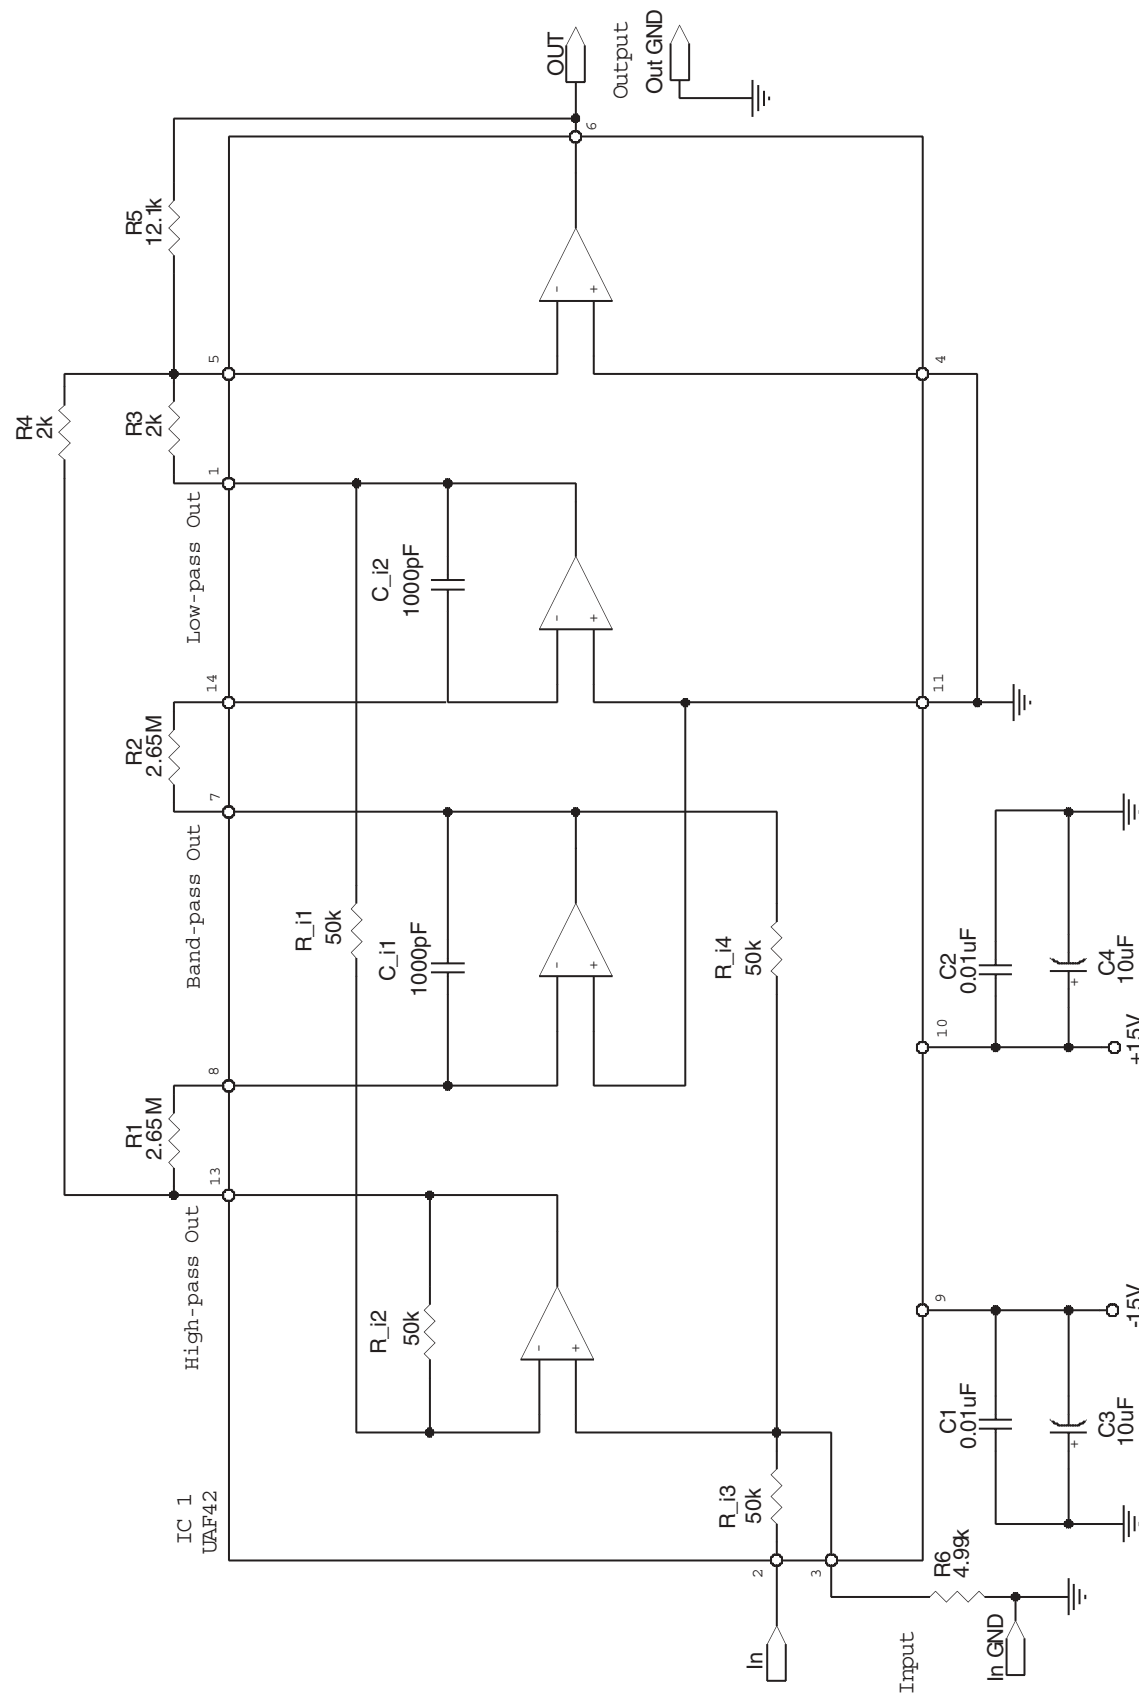 R4
2k
R5
12.1k
R3
2k
R2
2.65M
R1
2.65M
OUT
Output
Out GND
6
5
4
1
Low-pass Out
14
11
7
Band-pass Out
8
13
High-pass Out
C_i2
1000pF
R_i1
50k
C_i1
1000pF
R_i4
50k
R_i2
50k
R_i3
50k
-
+
-
+
-
+
-
+
IC 1
UAF42
2
3
10
9
C2
0.01uF
C4
10uF
+
+15V
C1
0.01uF
C3
10uF
+
-15V
R6
4.99k
In
Input
In GND